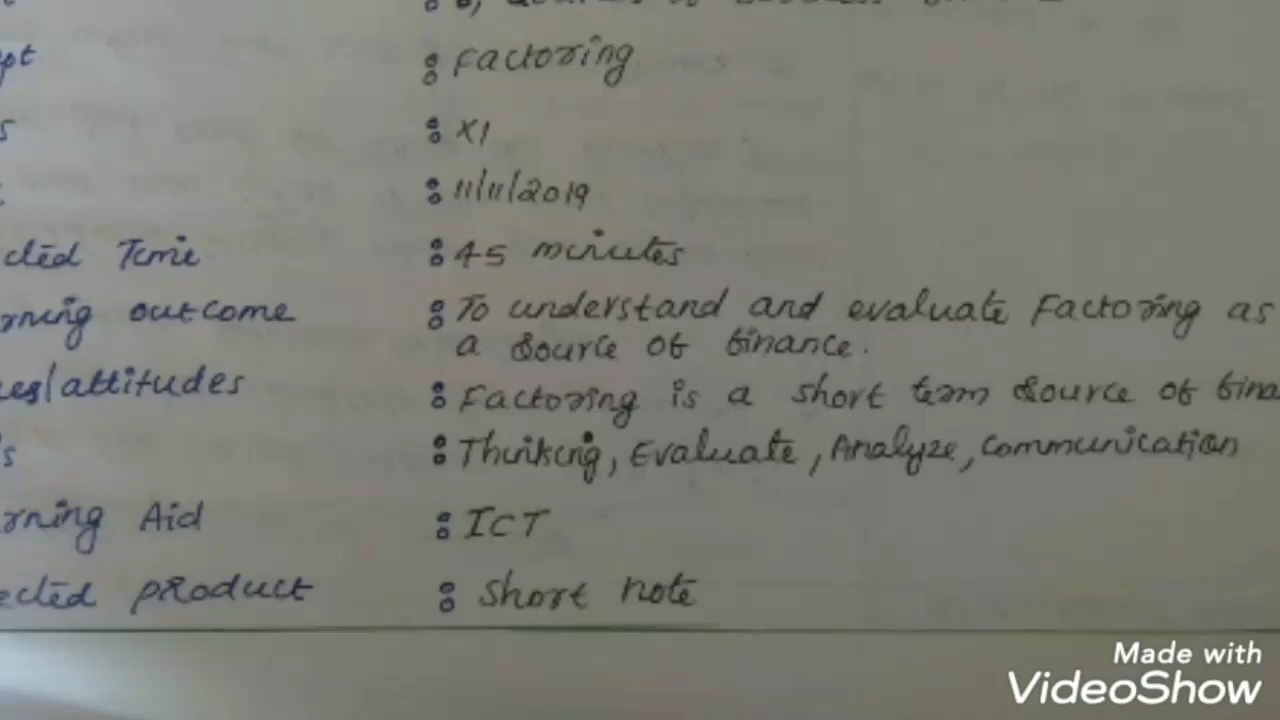 pt : Factoring
s : XI
: 11/11/2019
cted Time : 45 minutes
rning outcome : To understand and evaluate Factoring as
a source of finance.
ues/attitudes : Factoring is a short term source of fina
s : Thinking, Evaluate, Analyze, Communication
rning Aid : ICT
ected product : Short note
Made with
VideoShow